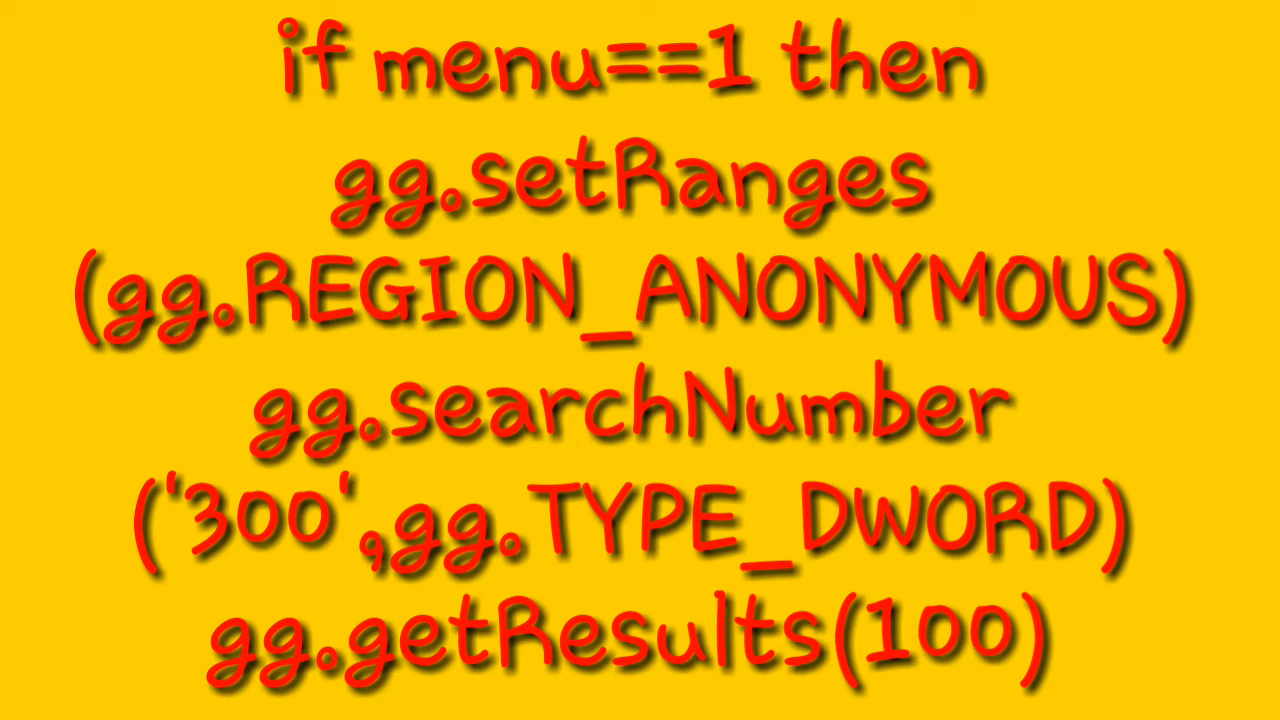 if menu==1 then
gg.setRanges
(gg.REGION_ANONYMOUS)
gg.searchNumber
('300',gg.TYPE_DWORD)
gg.getResults(100)